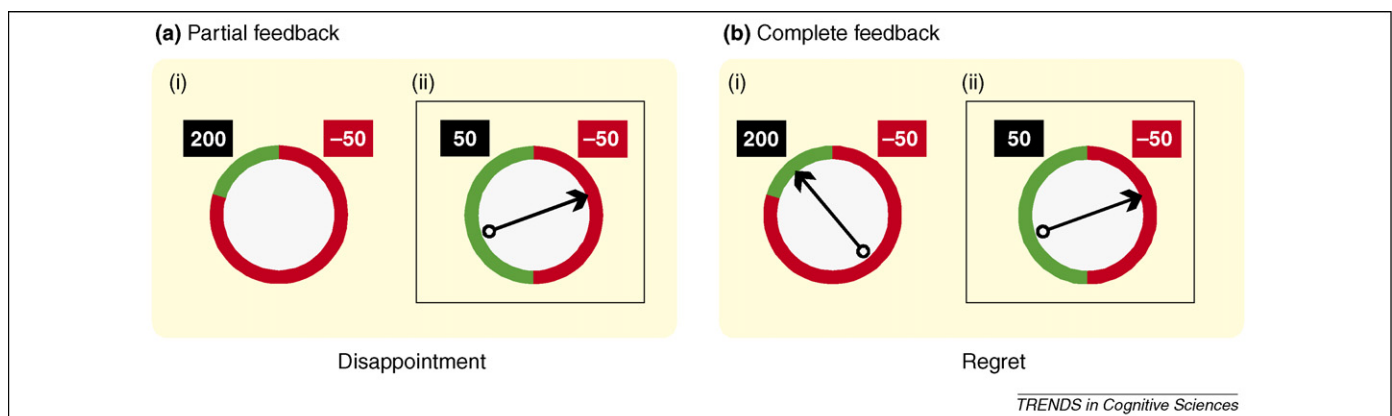 (a) Partial feedback
(i)
(ii)
200
–50
50
–50
Disappointment
(b) Complete feedback
(i)
(ii)
200
–50
50
–50
Regret
TRENDS in Cognitive Sciences